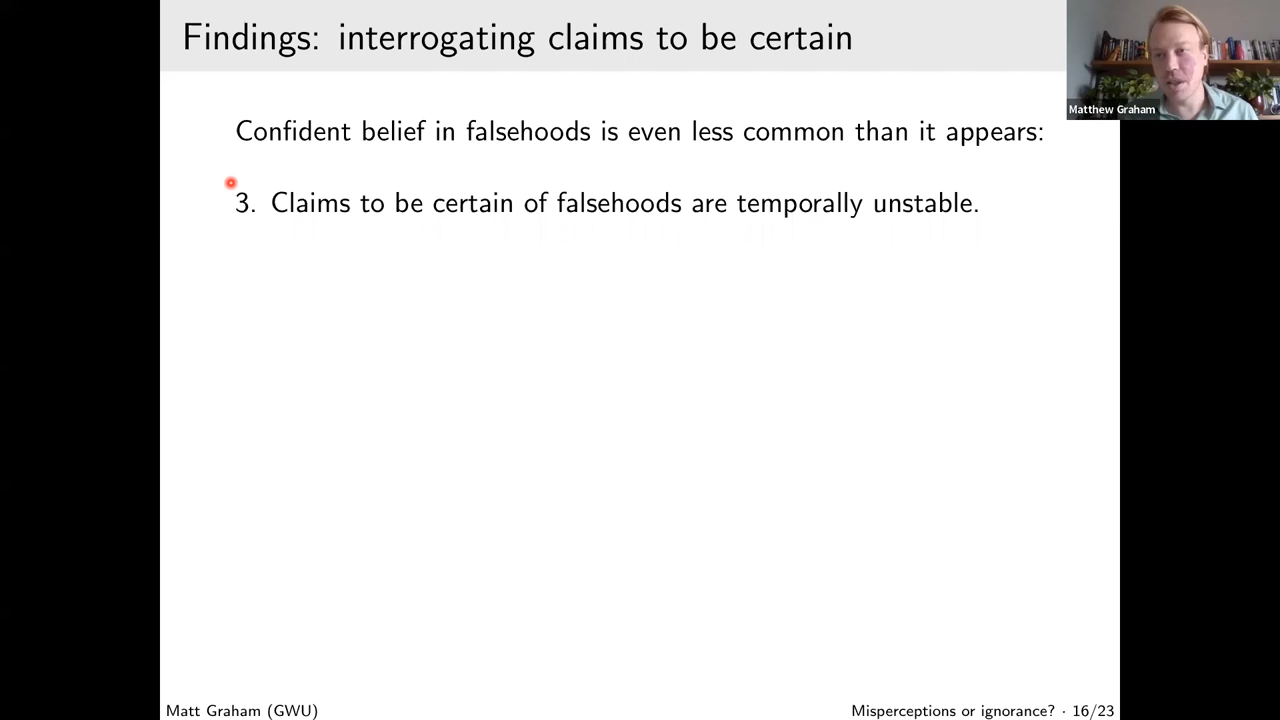 Findings: interrogating claims to be certain
Matthew Graham
Confident belief in falsehoods is even less common than it appears:
3. Claims to be certain of falsehoods are temporally unstable.
Matt Graham (GWU)
Misperceptions or ignorance? · 16/23